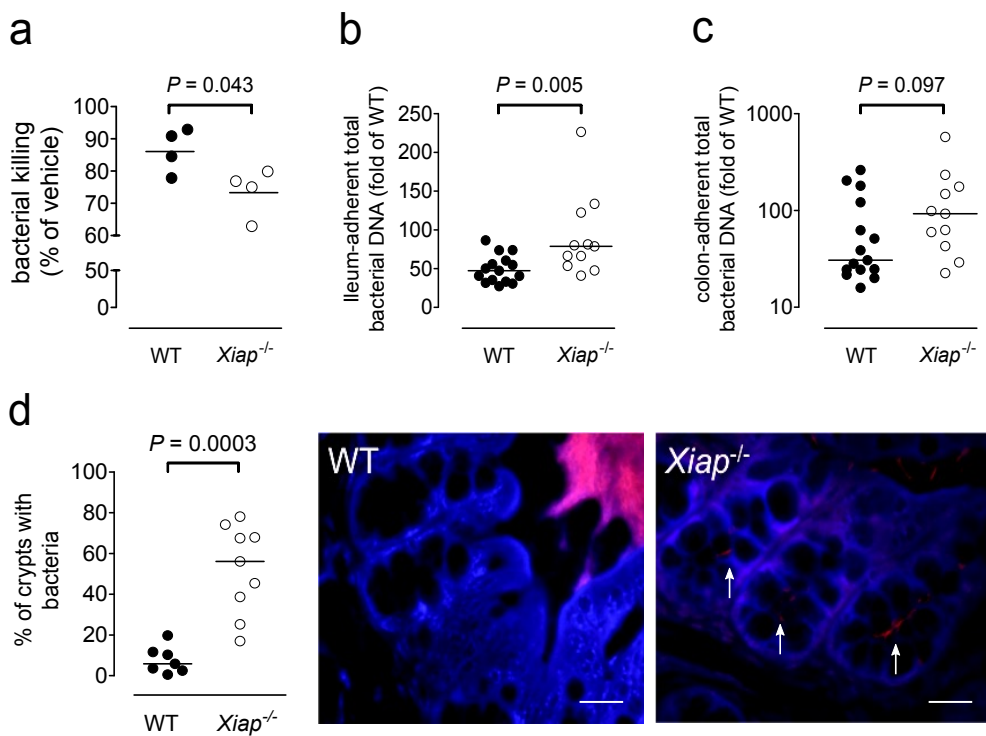 a
P = 0.043
bacterial killing
(% of vehicle)
100
90
80
70
60
50
0
WT
Xiap-/-
b
P = 0.005
Ileum-adherent total
bacterial DNA (fold of WT)
250
200
150
100
50
0
WT
Xiap-/-
c
P = 0.097
colon-adherent total
bacterial DNA (fold of WT)
1000
100
10
WT
Xiap-/-
d
P = 0.0003
% of crypts with
bacteria
100
80
60
40
20
0
WT
Xiap-/-
WT
Xiap-/-